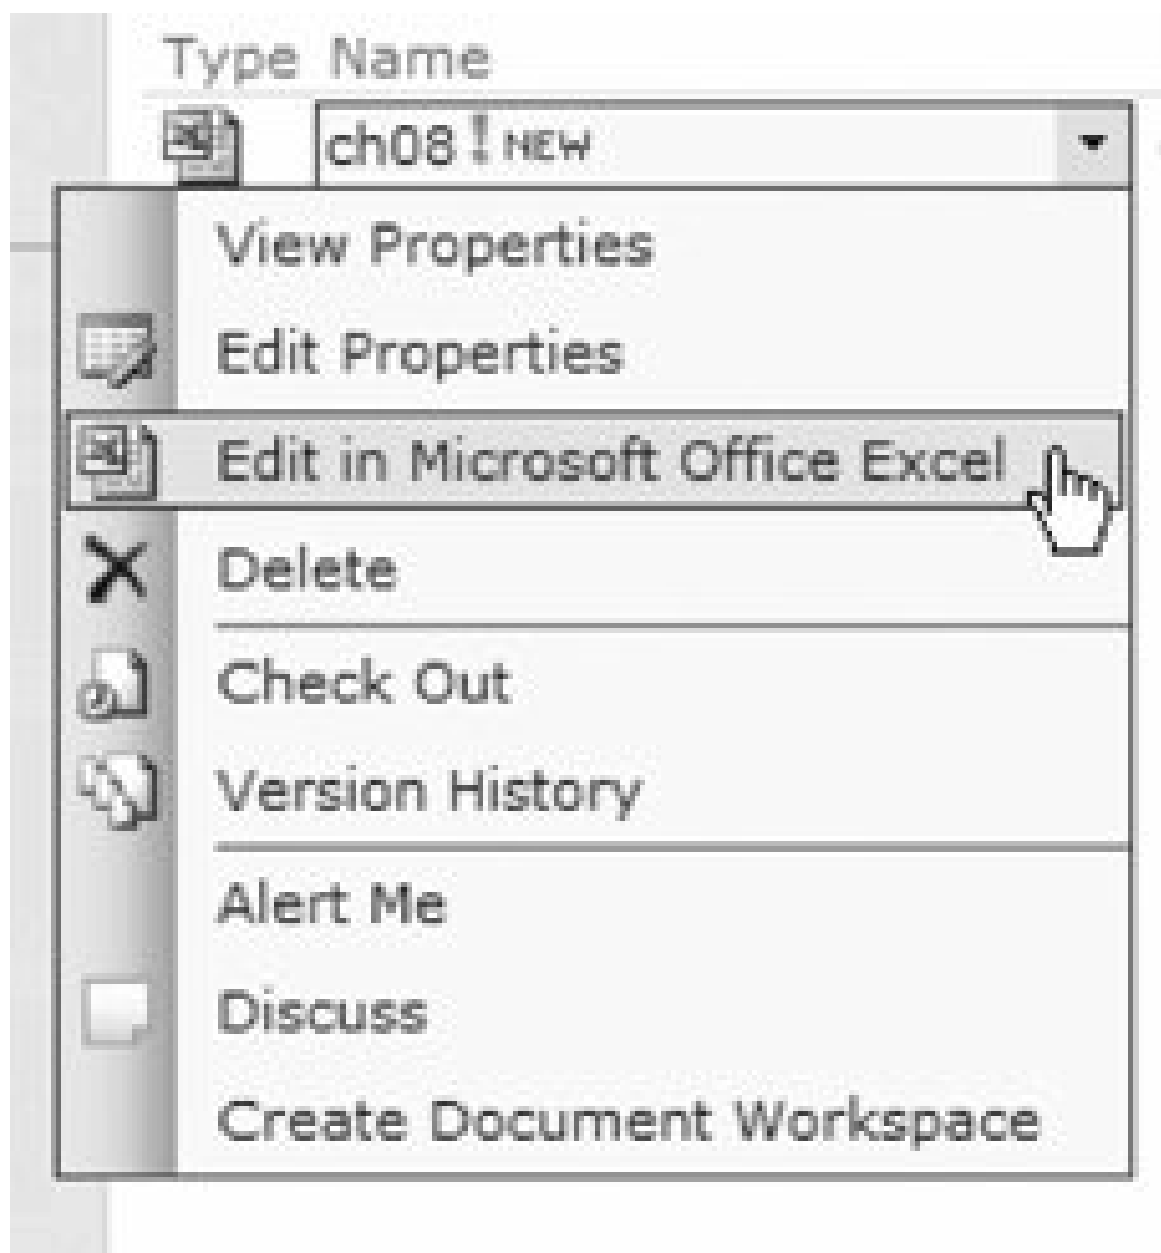 Type Name
ch08 ! NEW
View Properties
Edit Properties
Edit in Microsoft Office Excel
Delete
Check Out
Version History
Alert Me
Discuss
Create Document Workspace